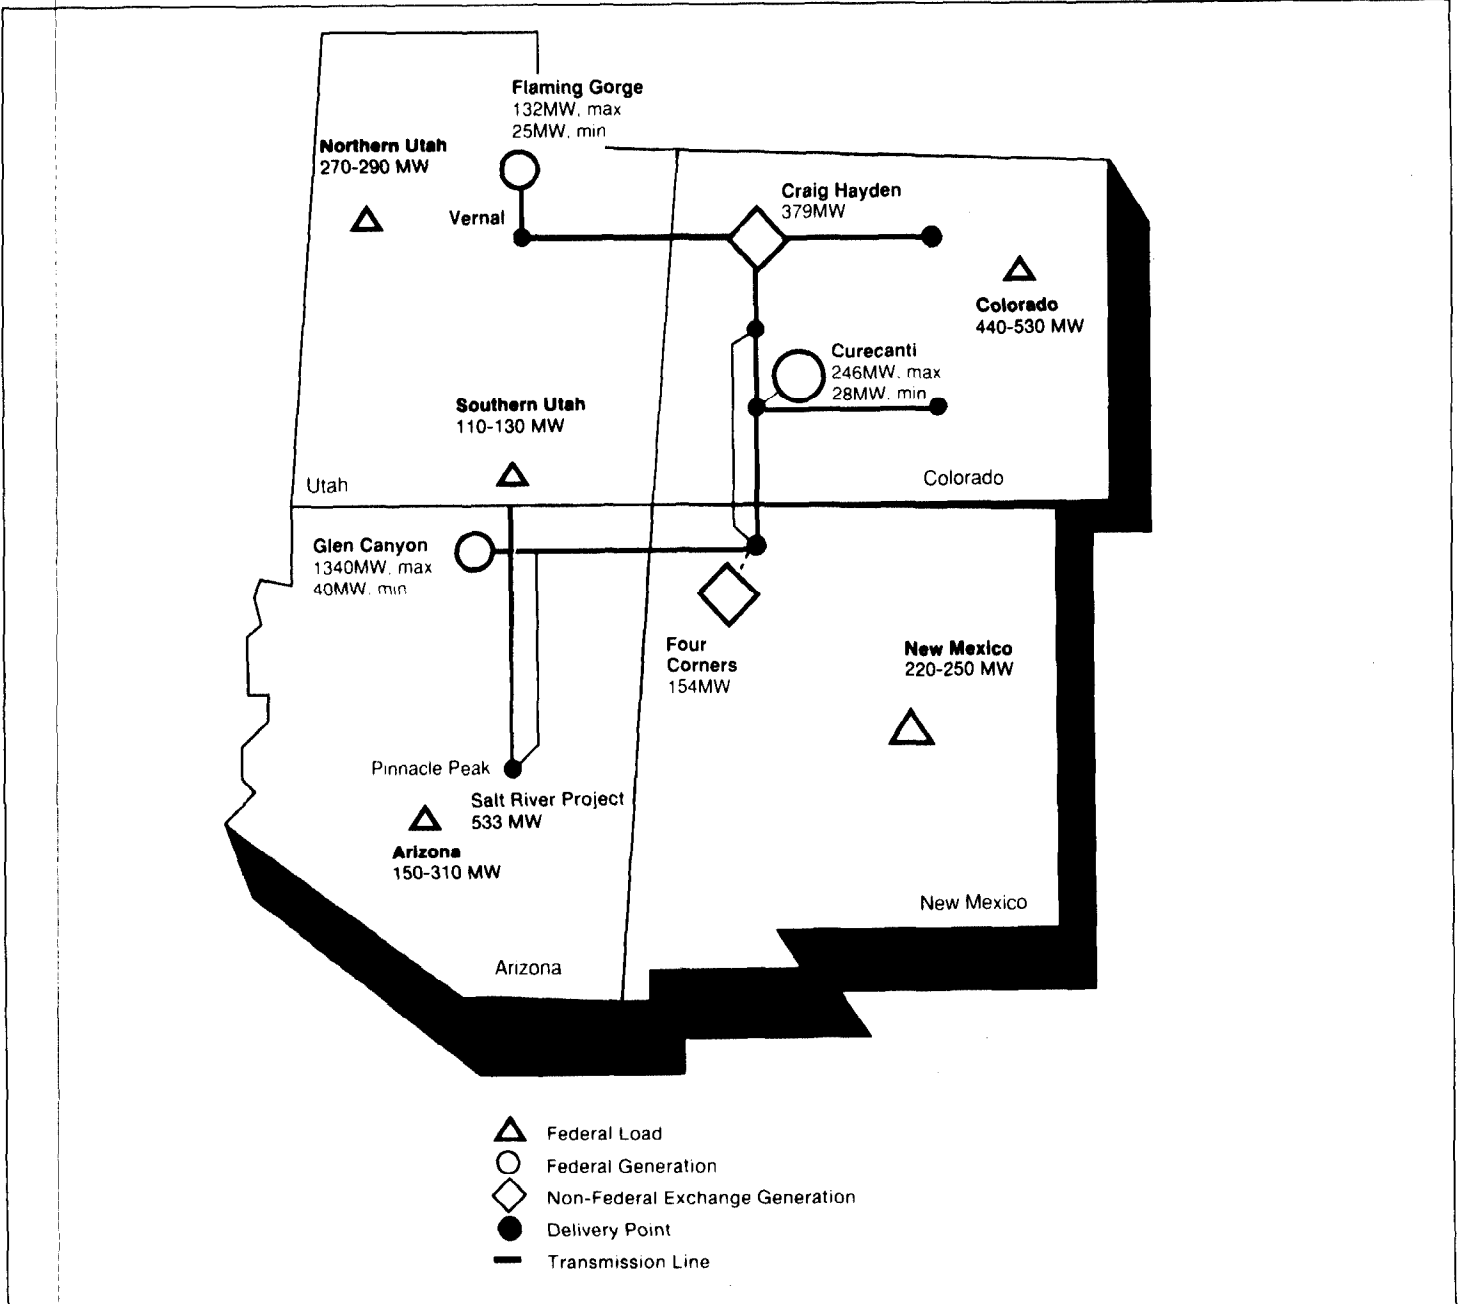 Flaming Gorge
132MW, max
25MW, min
Northern Utah
270-290 MW
Vernal
Craig Hayden
379MW
Colorado
440-530 MW
Curecanti
246MW, max
28MW, min
Southern Utah
110-130 MW
Utah
Colorado
Glen Canyon
1340MW, max
40MW, min
Four
Corners
154MW
New Mexico
220-250 MW
Pinnacle Peak
Salt River Project
533 MW
Arizona
150-310 MW
New Mexico
Arizona
Federal Load
Federal Generation
Non-Federal Exchange Generation
Delivery Point
Transmission Line